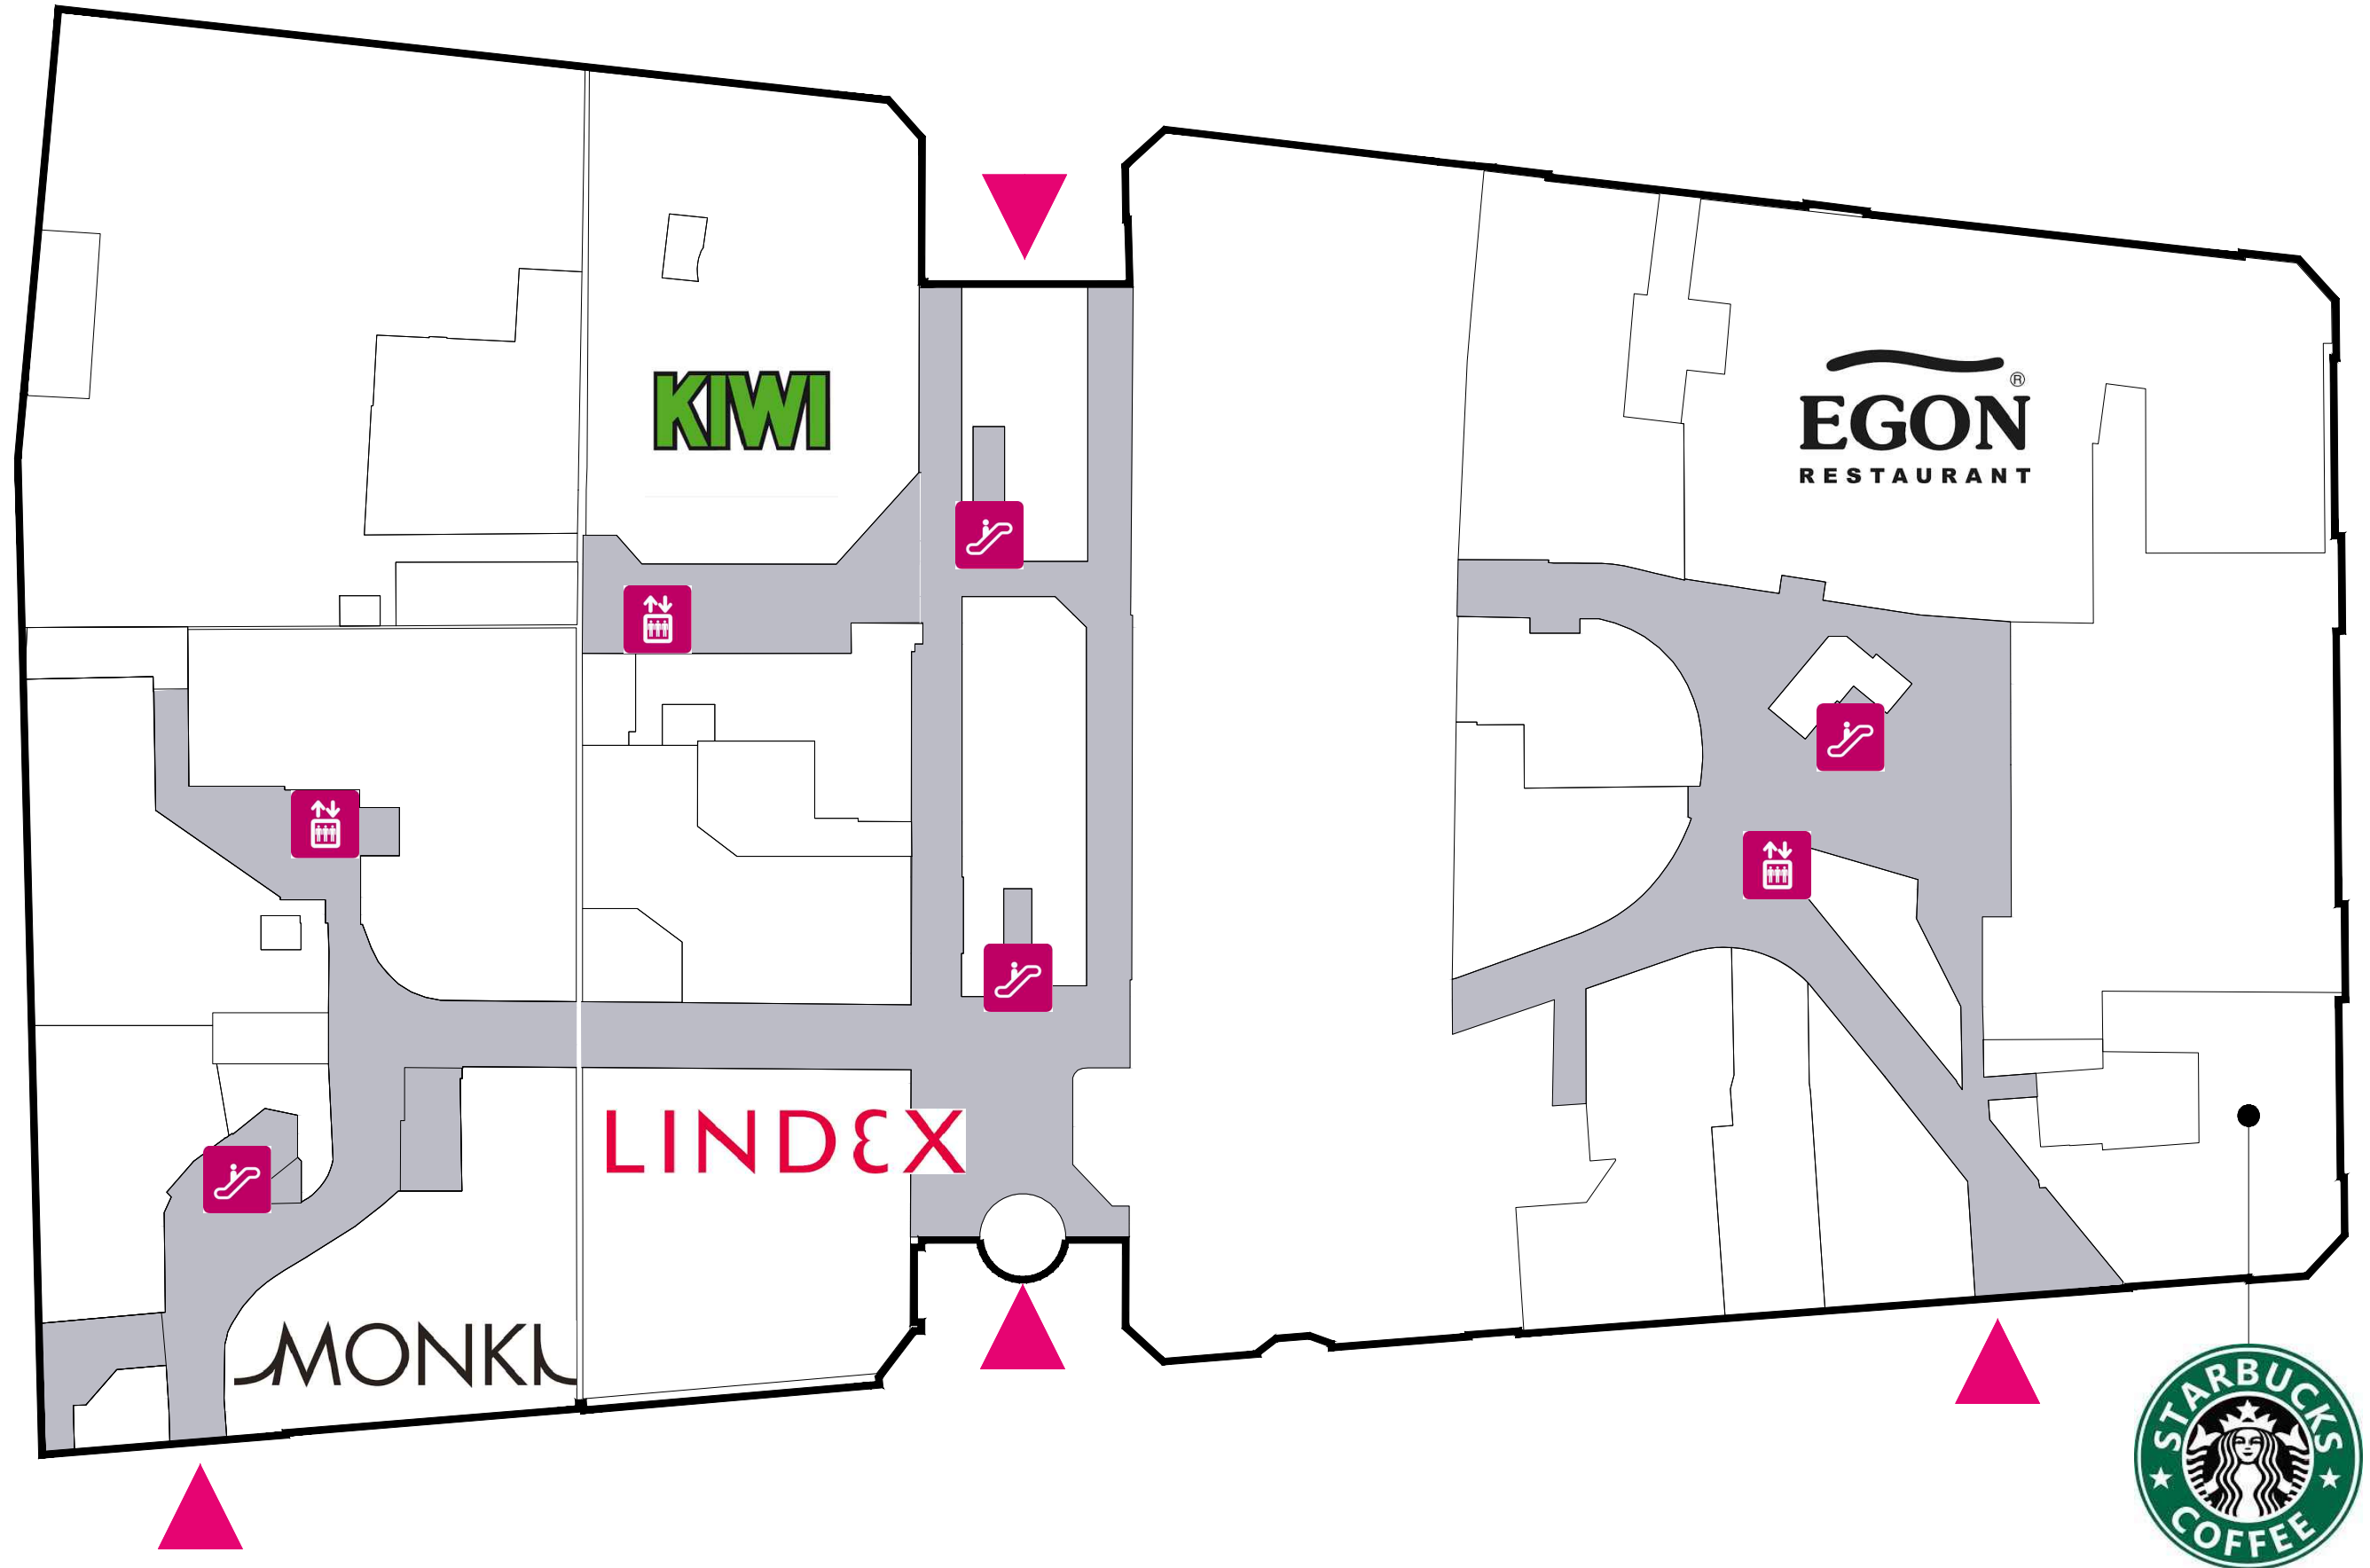 KIWI
®
EGON
RESTAURANT
LINDEX
MONKI
STARBUCKS
COFFEE